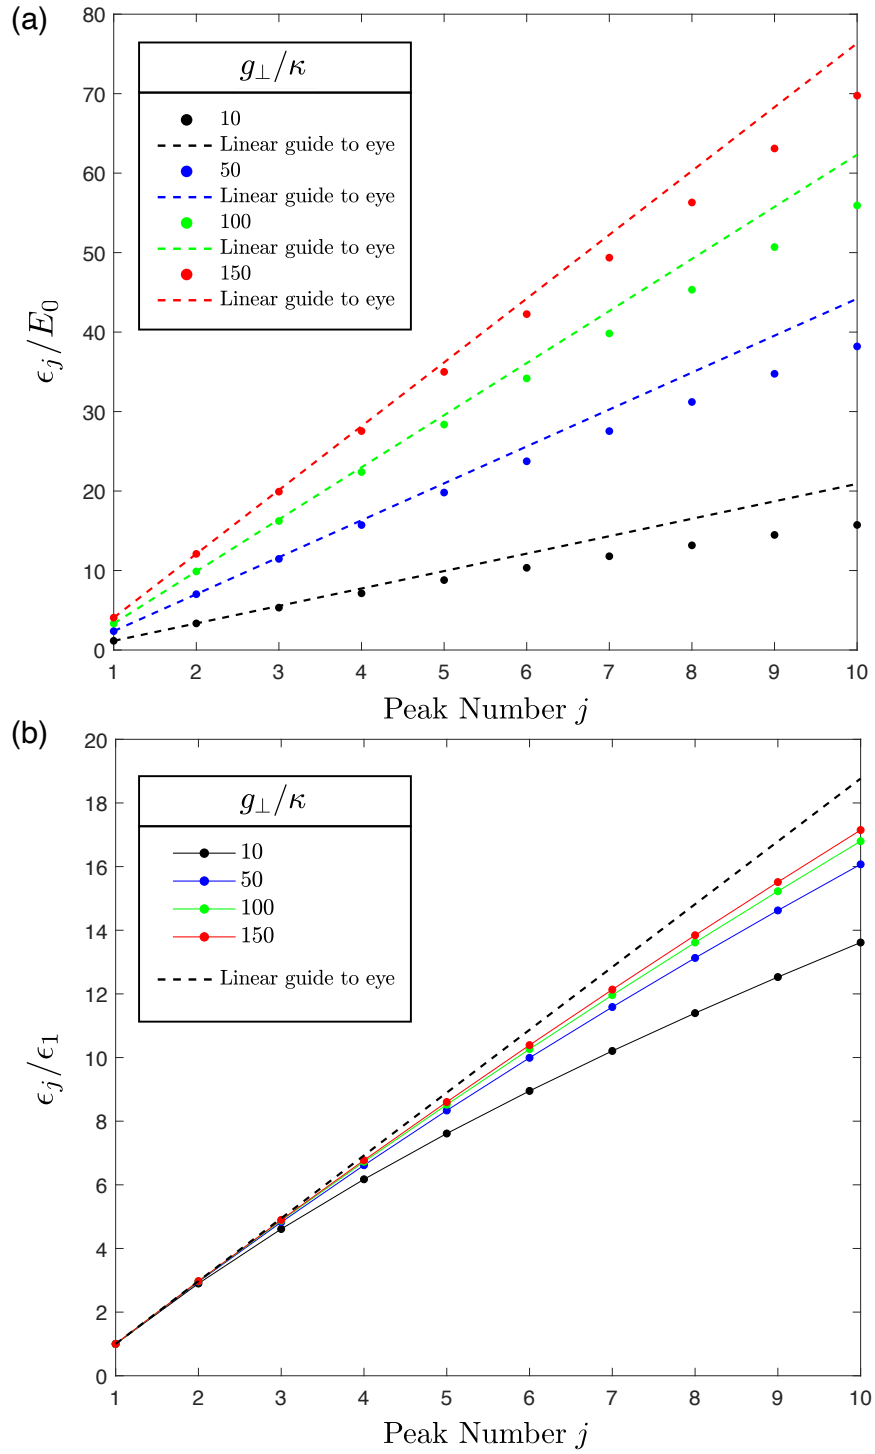 (a)
80
70
60
50
40
30
20
10
0
ϵ_j/E_0
g_⊥/κ
10
Linear guide to eye
50
Linear guide to eye
100
Linear guide to eye
150
Linear guide to eye
1 2 3 4 5 6 7 8 9 10
Peak Number j
(b)
20
18
16
14
12
10
8
6
4
2
0
ϵ_j/ϵ_1
g_⊥/κ
10
50
100
150
Linear guide to eye
1 2 3 4 5 6 7 8 9 10
Peak Number j